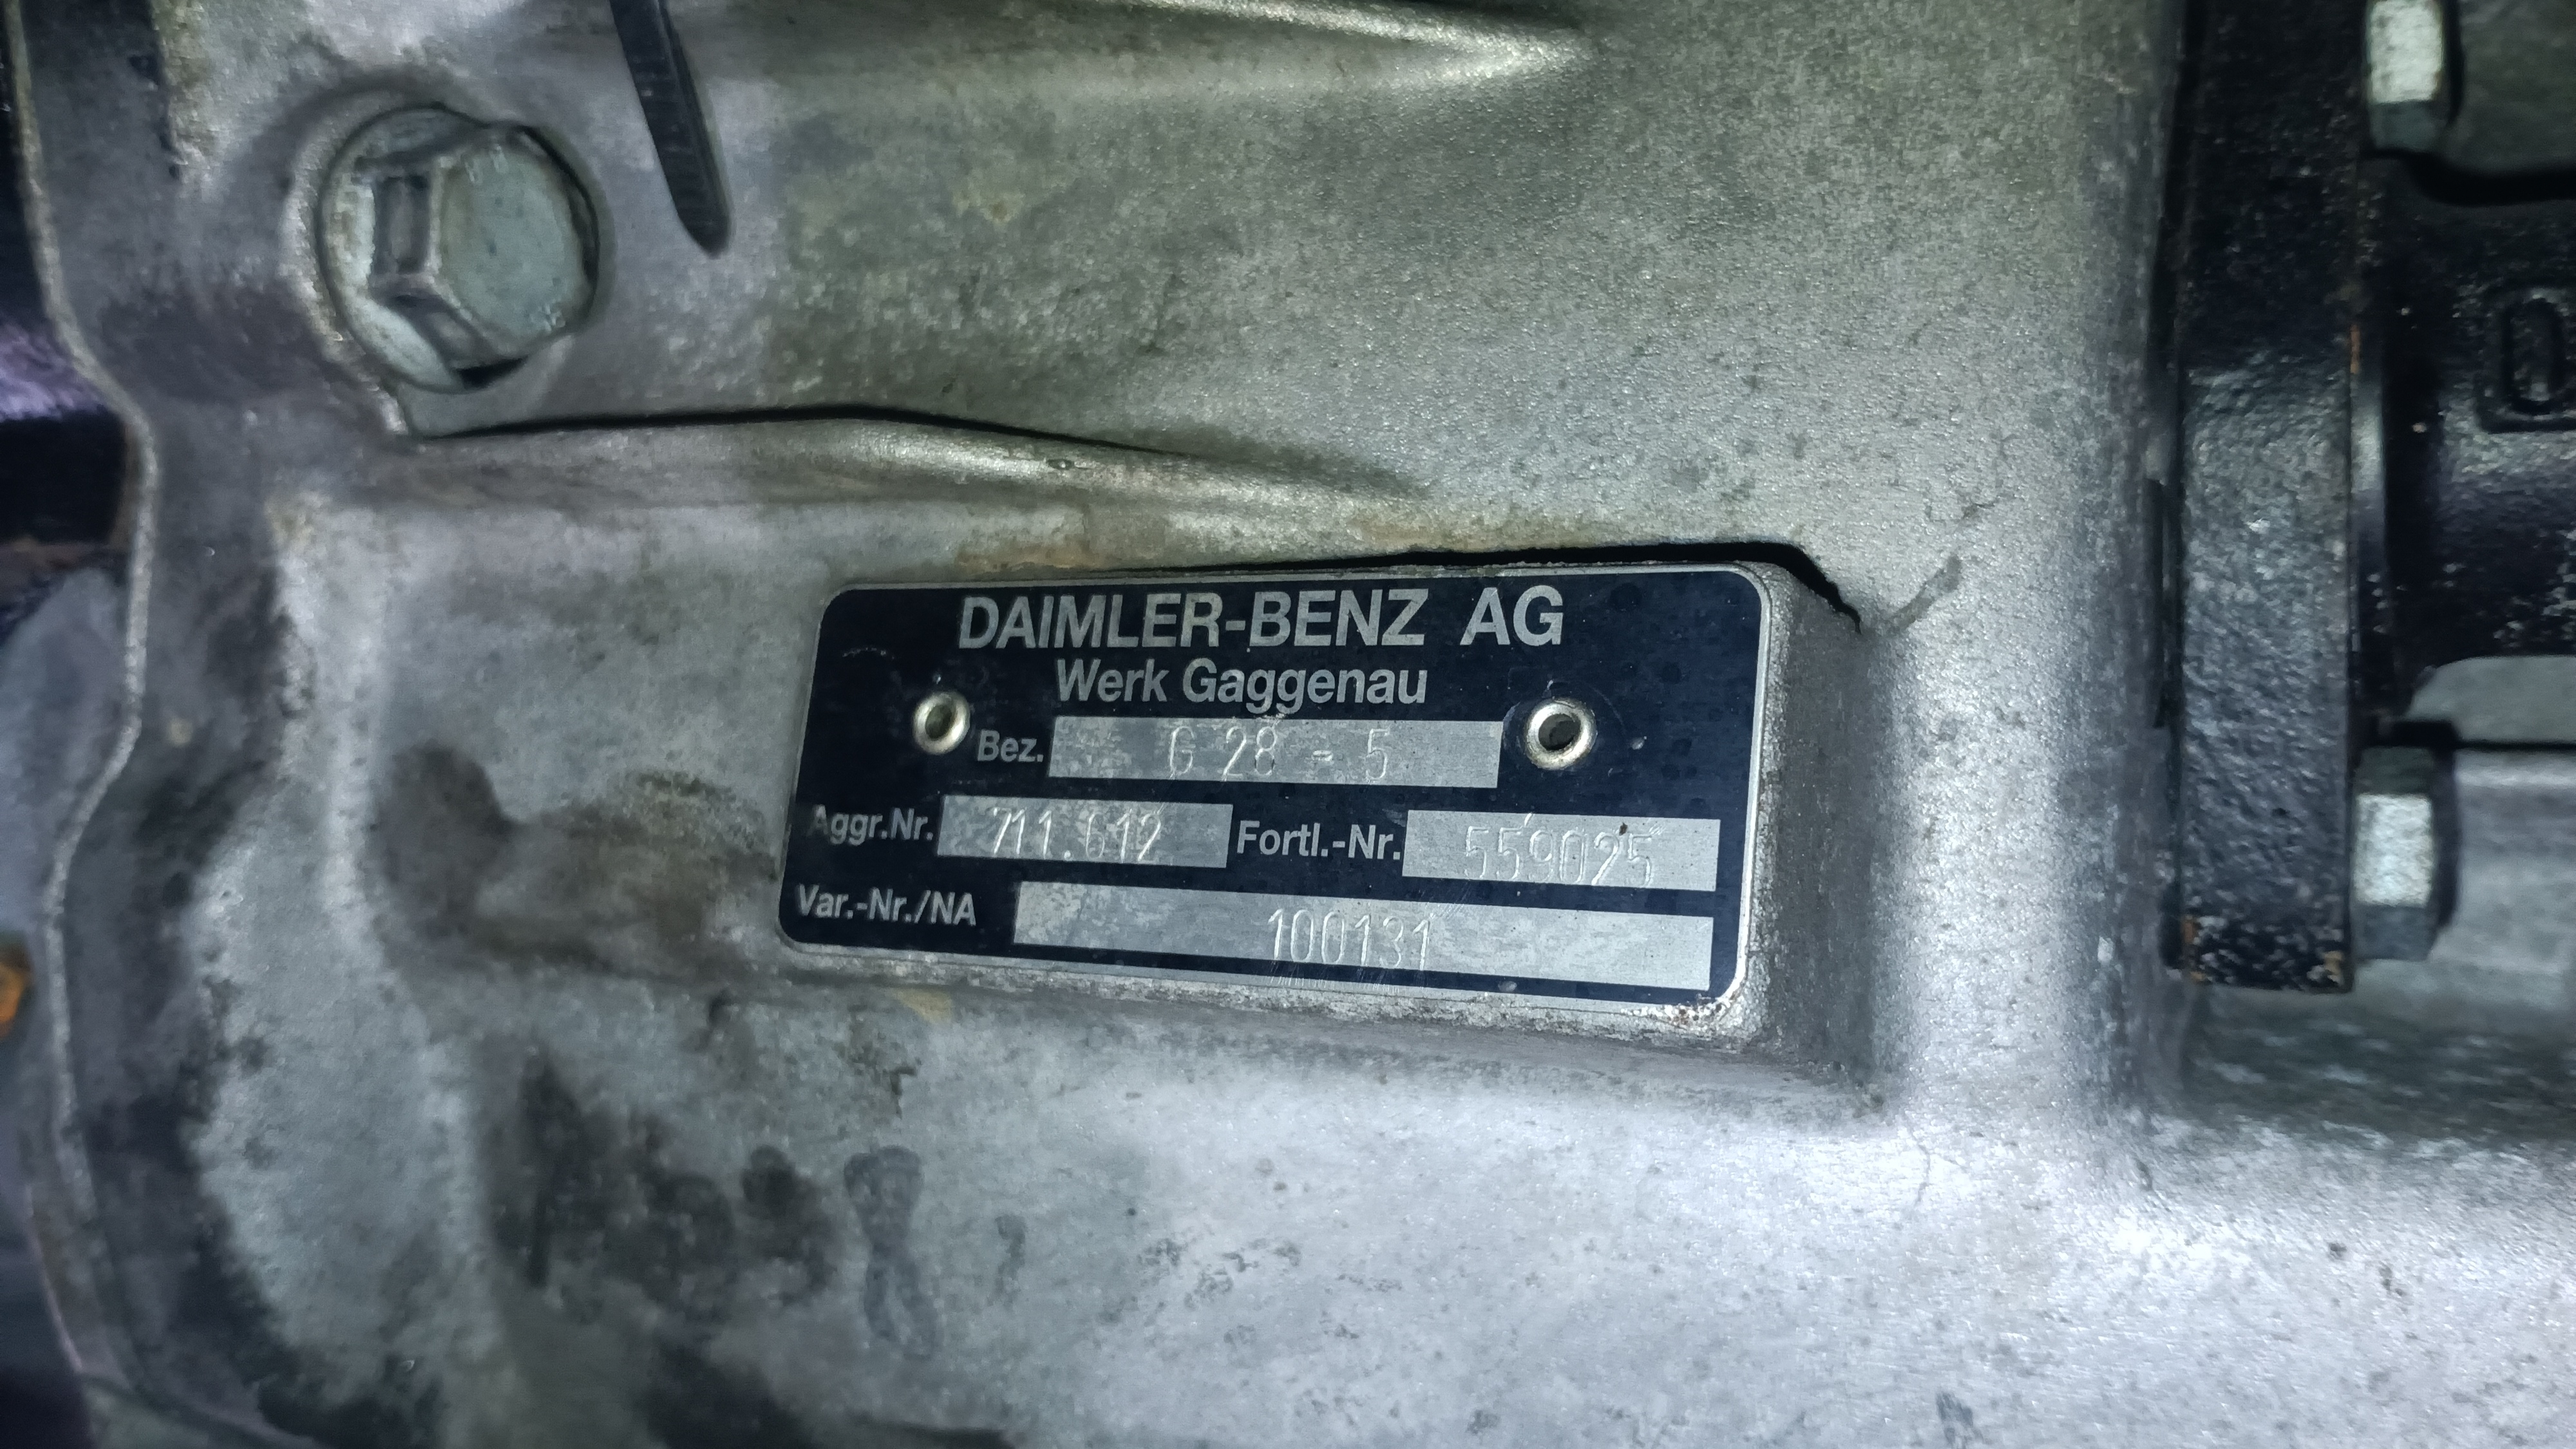 DAIMLER-BENZ AG
Werk Gaggenau
Bez. G 28 - 5
Aggr.Nr. 711.612 Fortl.-Nr. 559025
Var.-Nr./NA 100131